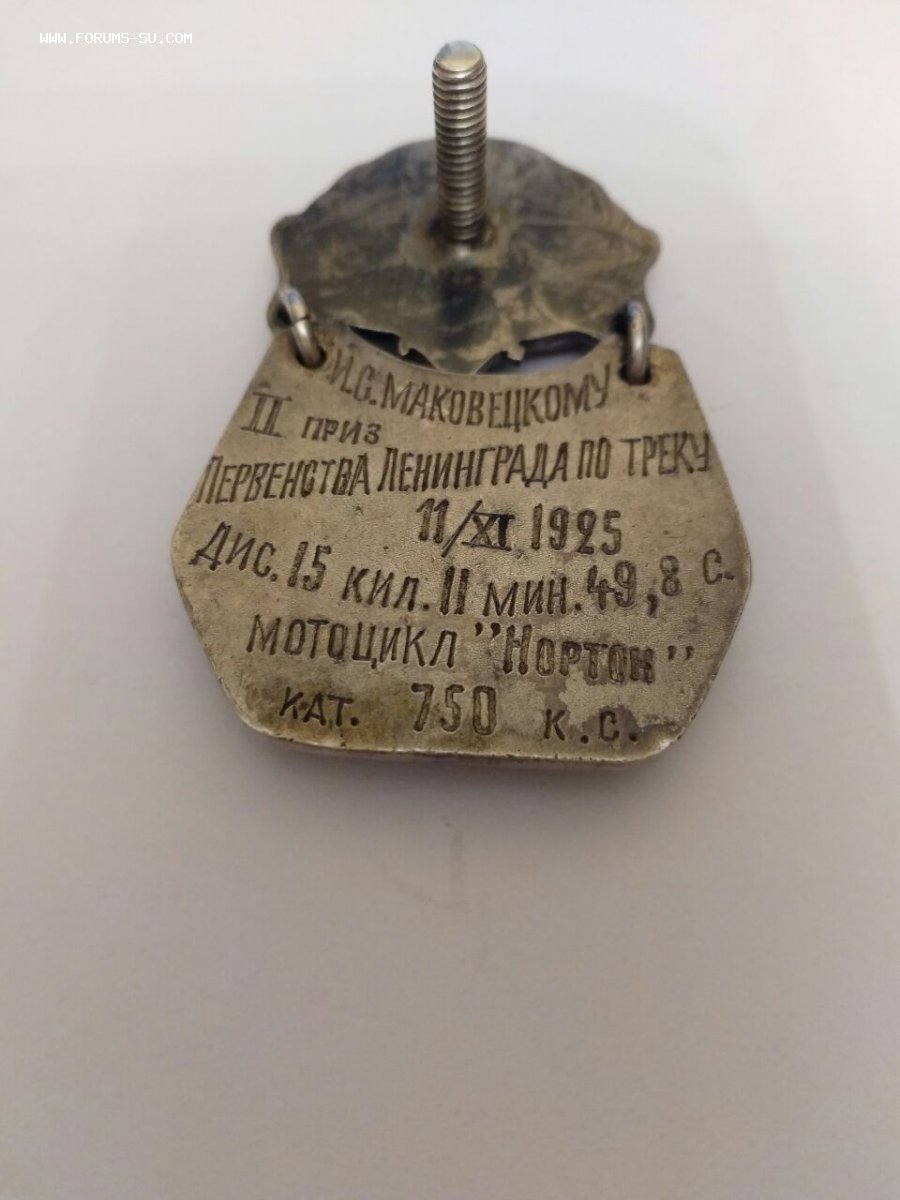 WWW.FORUMS-SU.COM
И.С. МАКОВЕЦКОМУ
II ПРИЗ
ПЕРВЕНСТВА ЛЕНИНГРАДА ПО ТРЕКУ
11/XI 1925
ДИС. 15 КИЛ. 11 МИН. 49,8 С.
МОТОЦИКЛ "НОРТОН"
КАТ. 750 К.С.